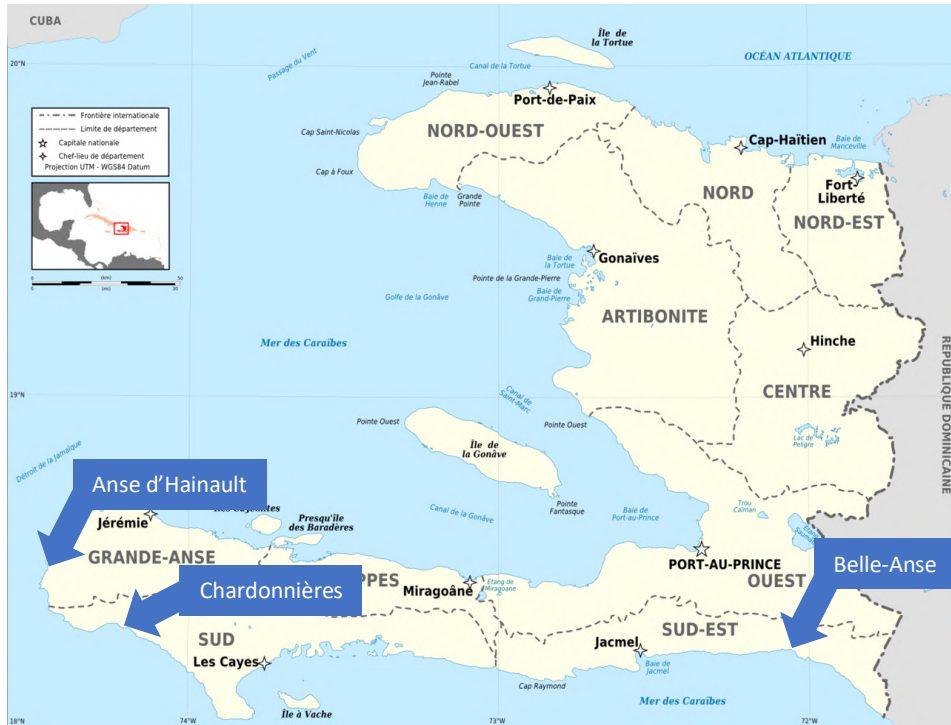 CUBA
Île de
la Tortue
Passage du Vent
Canal de la Tortue
OCÉAN ATLANTIQUE
20°N
Pointe
Jean-Rabel
Port-de-Paix
Frontière internationale
Limite de département
Capitale nationale
Chef-lieu de département
Projection UTM - WGS84 Datum
Cap Saint-Nicolas
NORD-OUEST
Cap-Haïtien
Baie de
Manceville
Cap à Foux
Baie de
Henne
Grande
Pointe
NORD
Fort-
Liberté
NORD-EST
0
(km)
50
0
(mi)
30
Baie de
la Tortue
Gonaïves
Pointe de la Grande-Pierre
Baie de
Grand-Pierre
Golfe de la Gonâve
ARTIBONITE
Mer des Caraïbes
Hinche
RÉPUBLIQUE DOMINICAINE
CENTRE
19°N
Canal de
Saint-Marc
Pointe Ouest
Pointe Ouest
Île de
la Gonâve
Lac de
Peligre
Détroit de la Jamaïque
Anse d’Hainault
Pointe
Fantasque
Trou
Caïman
Jérémie
Presqu'île
des Baradères
Canal de la Gonâve
Baie de
Port-au-Prince
GRANDE-ANSE
PORT-AU-PRINCE
Belle-Anse
OUEST
Chardonnières
PPES
Miragoâne
Etang de
Miragoane
SUD
SUD-EST
Les Cayes
Jacmel
Baie de
Jacmel
Cap Raymond
Île à Vache
Mer des Caraïbes
18°N
74°W
73°W
72°W